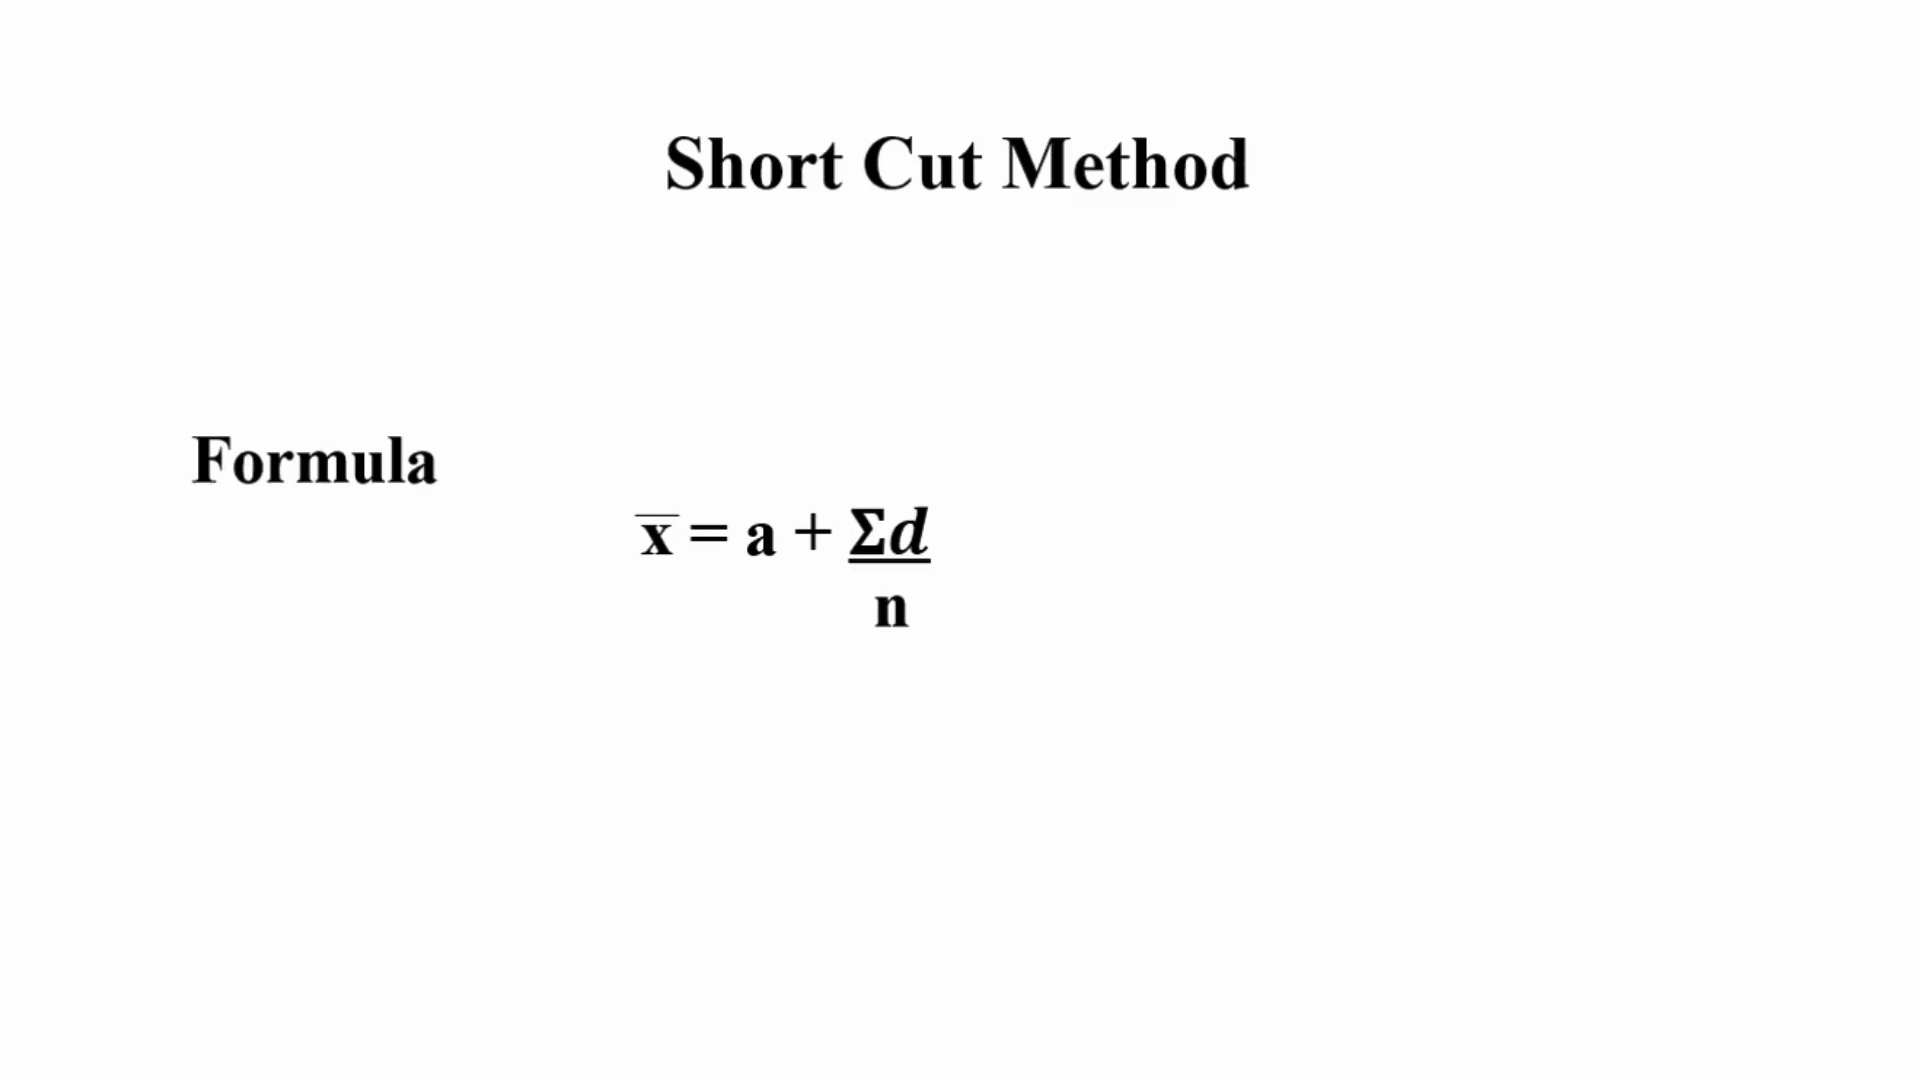 Short Cut Method
Formula
x̅ = a + Σd
n